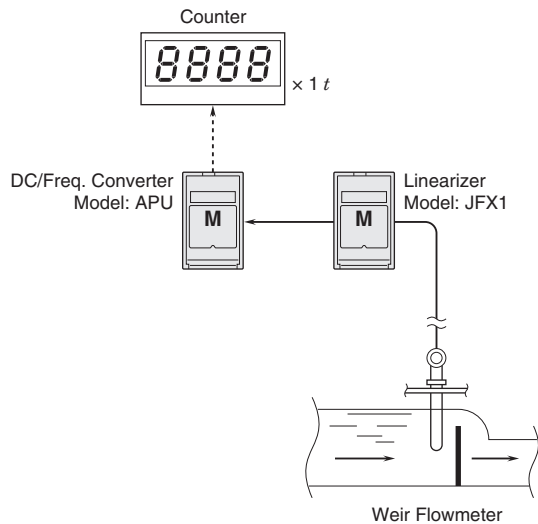 Counter
8888
× 1 t
DC/Freq. Converter
Model: APU
M
Linearizer
Model: JFX1
M
Weir Flowmeter